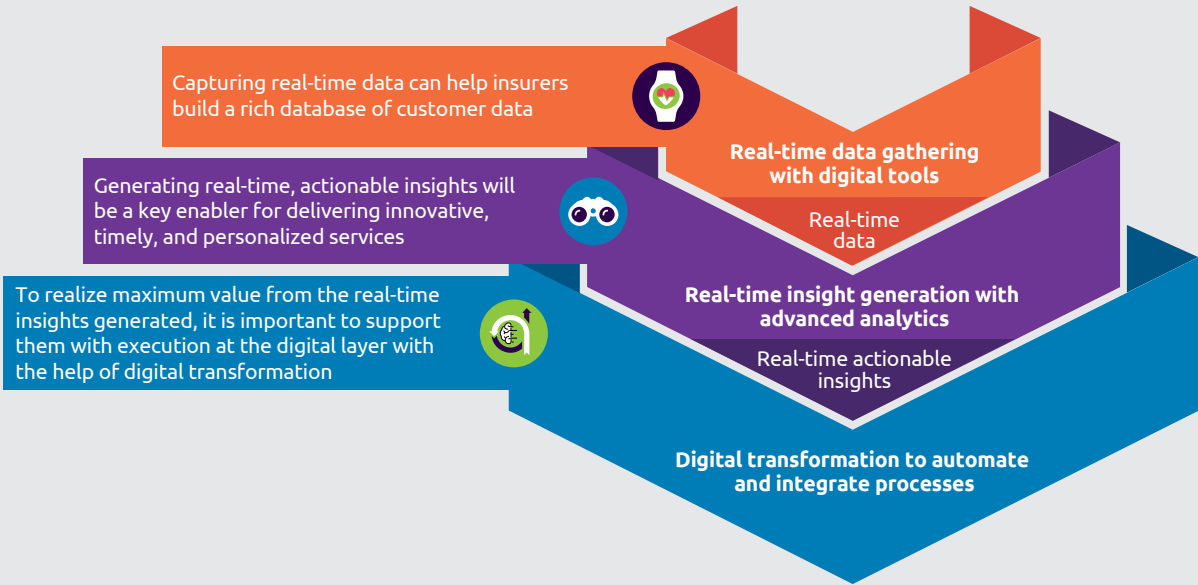 Capturing real-time data can help insurers
build a rich database of customer data
Real-time data gathering
with digital tools
Real-time
data
Generating real-time, actionable insights will
be a key enabler for delivering innovative,
timely, and personalized services
Real-time insight generation with
advanced analytics
Real-time actionable
insights
To realize maximum value from the real-time
insights generated, it is important to support
them with execution at the digital layer with
the help of digital transformation
Digital transformation to automate
and integrate processes